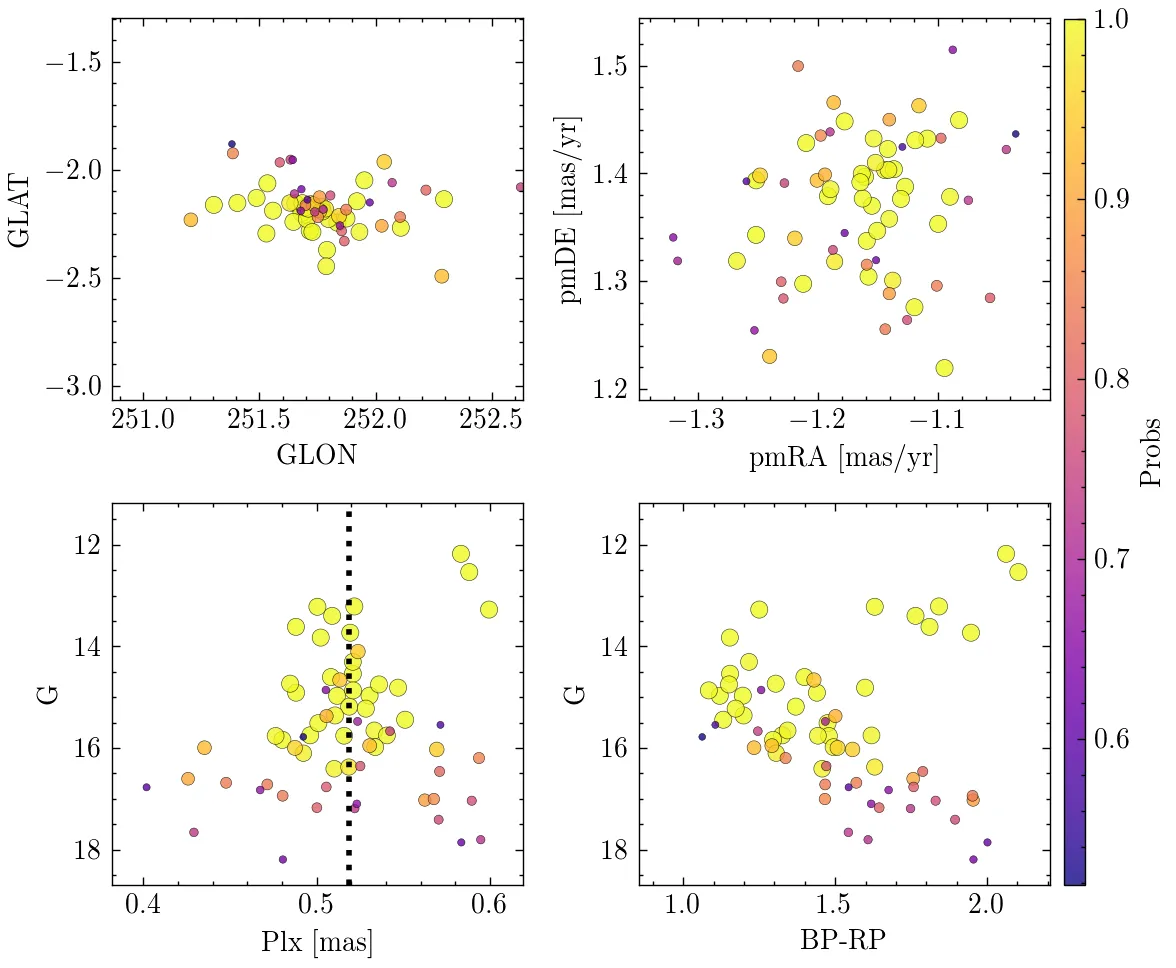 −1.5
−2.0
−2.5
−3.0
GLAT
251.0 251.5 252.0 252.5
GLON
1.5
1.4
1.3
1.2
pmDE [mas/yr]
−1.3 −1.2 −1.1
pmRA [mas/yr]
12
14
16
18
G
0.4 0.5 0.6
Plx [mas]
12
14
16
18
G
1.0 1.5 2.0
BP-RP
1.0
0.9
0.8
0.7
0.6
Probs